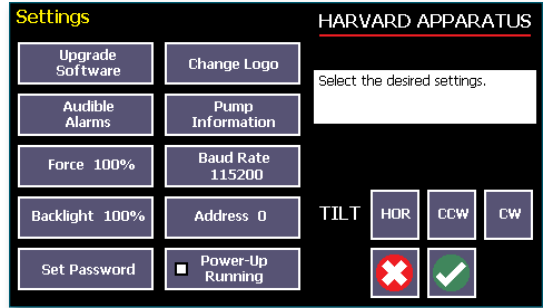 Settings
HARVARD APPARATUS
Upgrade
Software
Change Logo
Select the desired settings.
Audible
Alarms
Pump
Information
Force 100%
Baud Rate
115200
Backlight 100%
Address 0
TILT
HOR
CCW
CW
Set Password
Power-Up
Running